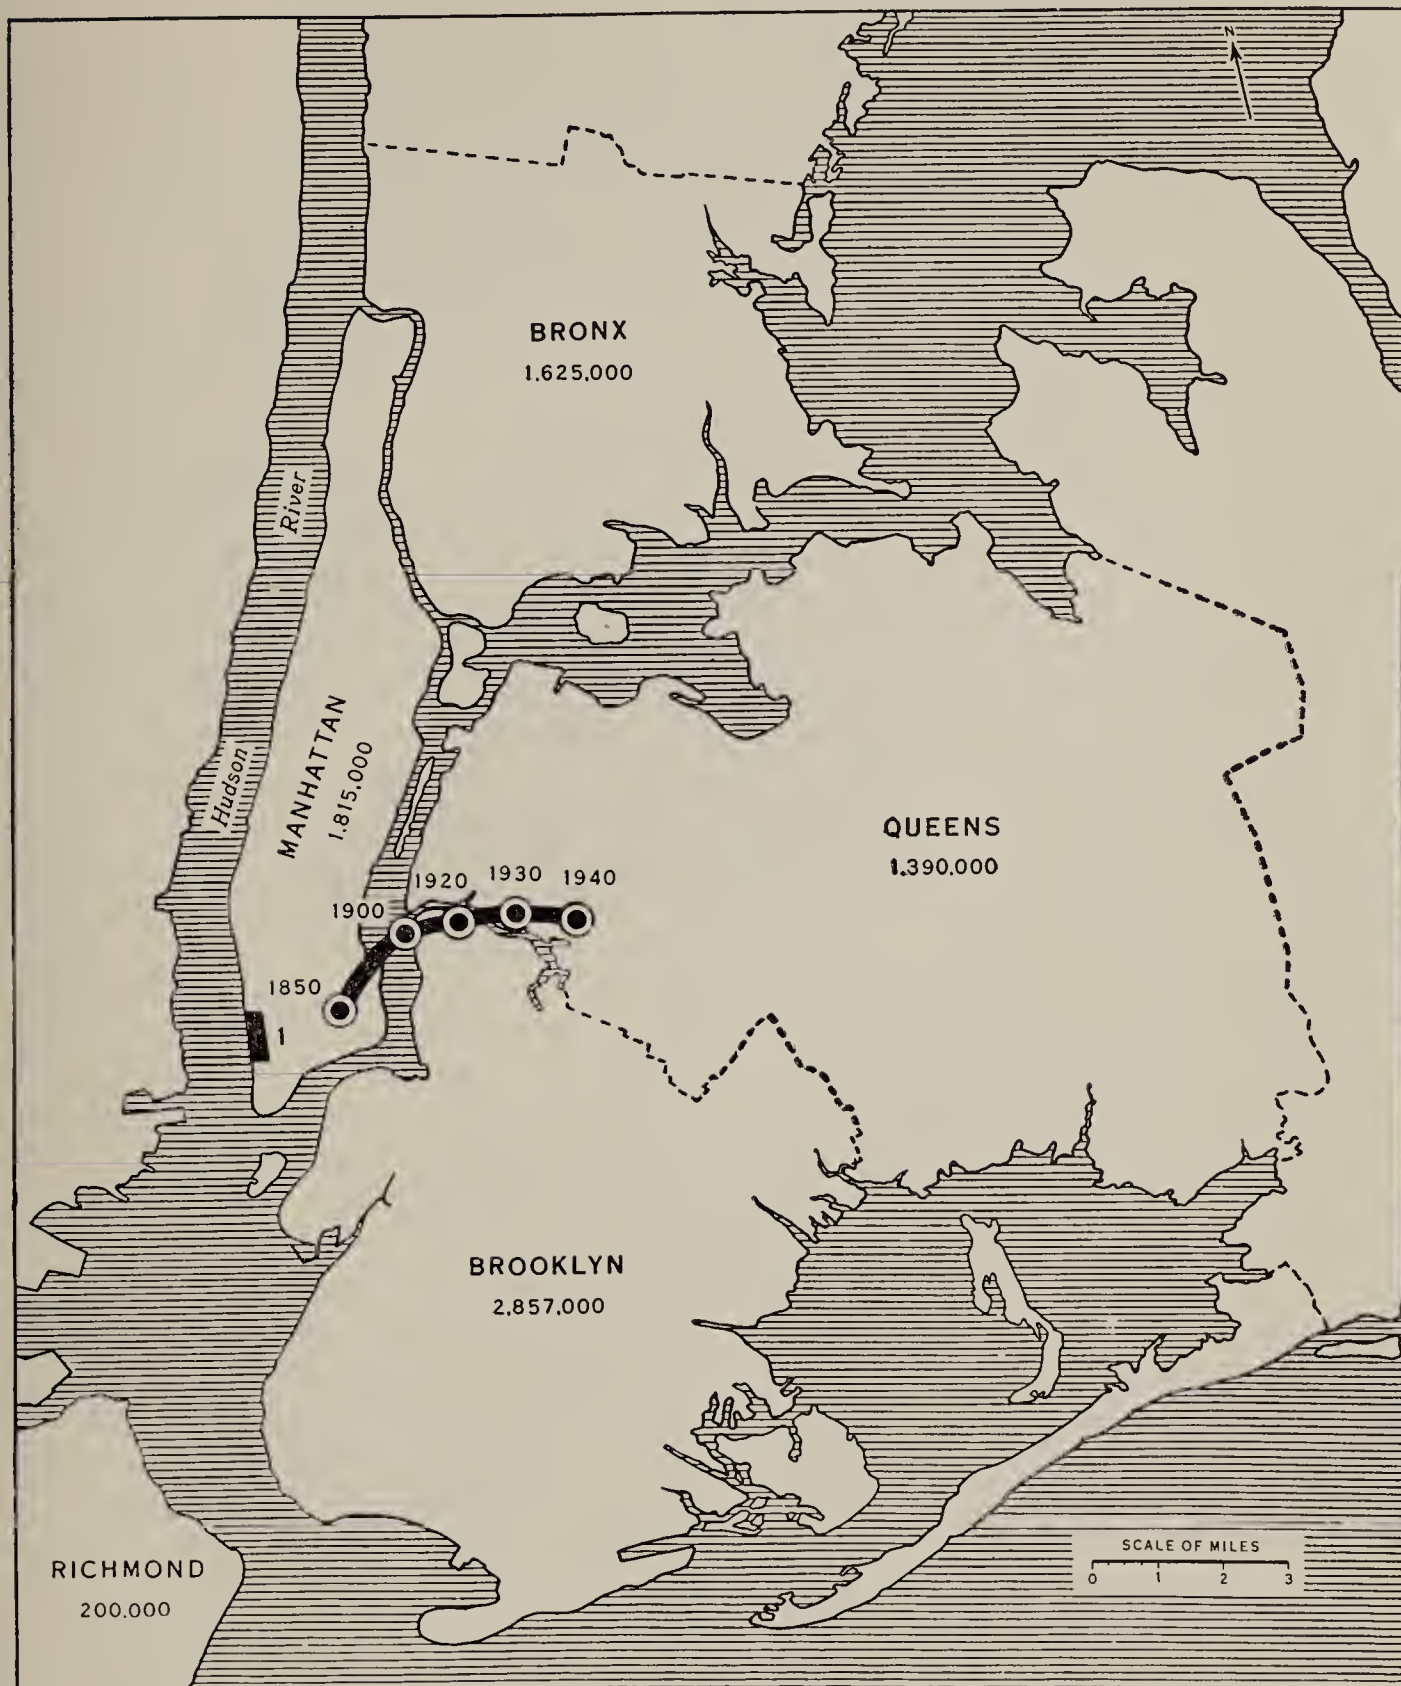 N
BRONX
1.625,000
River
Hudson
MANHATTAN
1.815,000
QUEENS
1.390,000
1850
1900
1920
1930
1940
1
BROOKLYN
2,857,000
RICHMOND
200.000
SCALE OF MILES
0 1 2 3